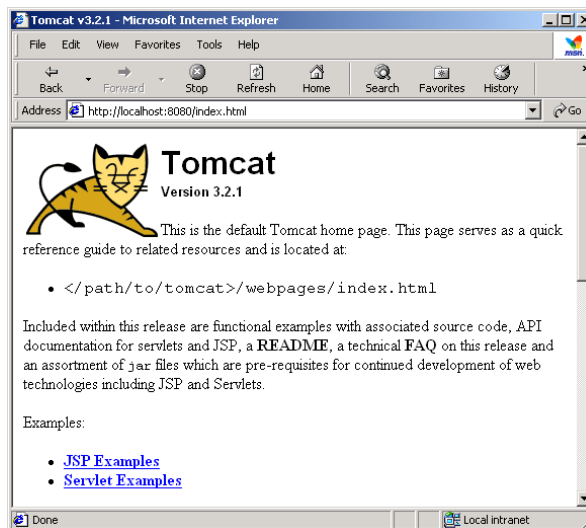 Tomcat v3.2.1 - Microsoft Internet Explorer
File Edit View Favorites Tools Help
msn.
Back Forward Stop Refresh Home Search Favorites History
Address http://localhost:8080/index.html Go
Tomcat
Version 3.2.1
This is the default Tomcat home page. This page serves as a quick
reference guide to related resources and is located at:
• </path/to/tomcat>/webpages/index.html
Included within this release are functional examples with associated source code, API
documentation for servlets and JSP, a README, a technical FAQ on this release and
an assortment of jar files which are pre-requisites for continued development of web
technologies including JSP and Servlets.
Examples:
• JSP Examples
• Servlet Examples
Done Local intranet